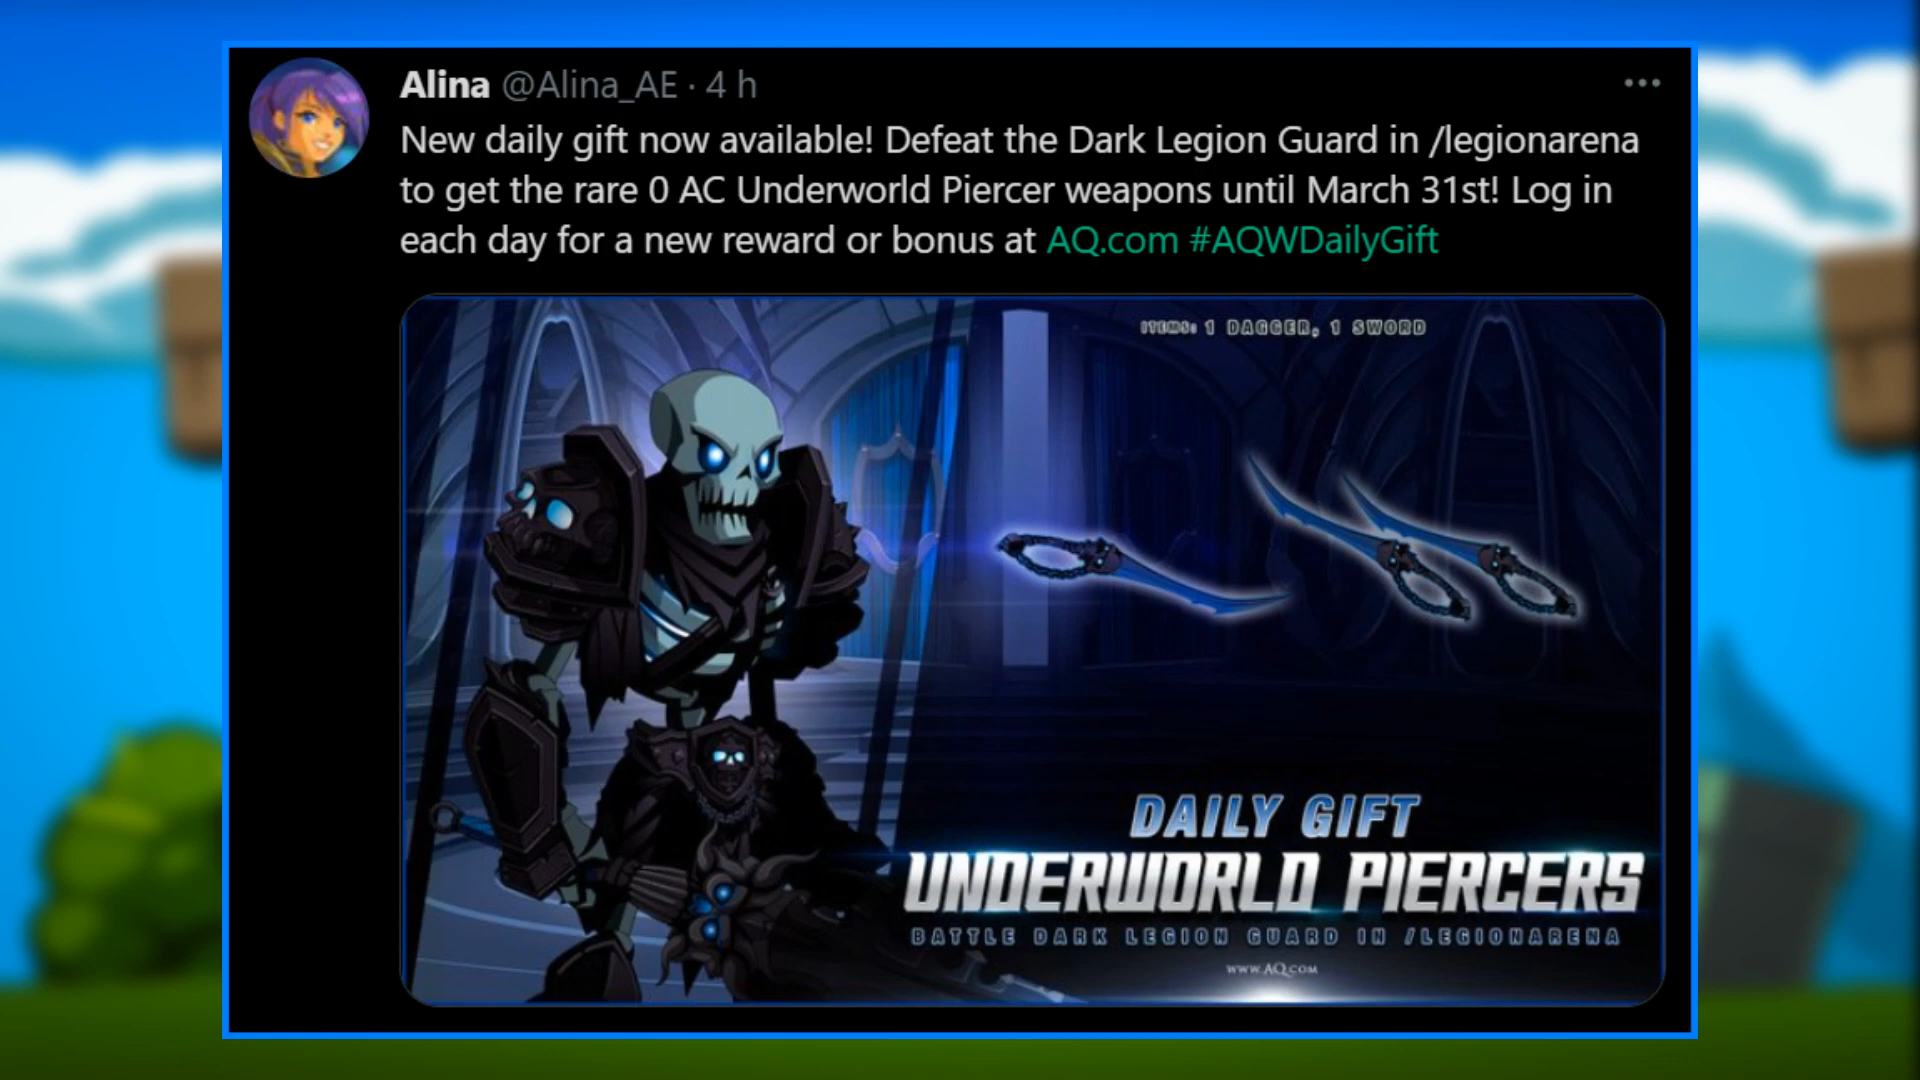 Alina @Alina_AE · 4 h
New daily gift now available! Defeat the Dark Legion Guard in /legionarena
to get the rare 0 AC Underworld Piercer weapons until March 31st! Log in
each day for a new reward or bonus at AQ.com #AQWDailyGift
ITEMS: 1 DAGGER, 1 SWORD
DAILY GIFT
UNDERWORLD PIERCERS
BATTLE DARK LEGION GUARD IN /LEGIONARENA
WWW.AQ.COM